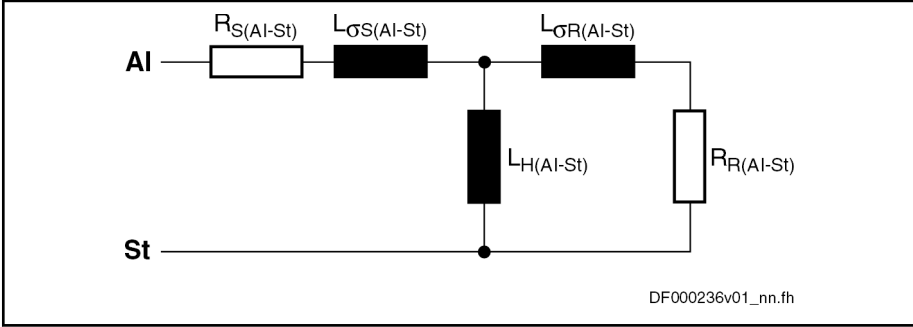 R_S(Al-St) L_σS(Al-St) L_σR(Al-St)
Al
L_H(Al-St) R_R(Al-St)
St
DF000236v01_nn.fh